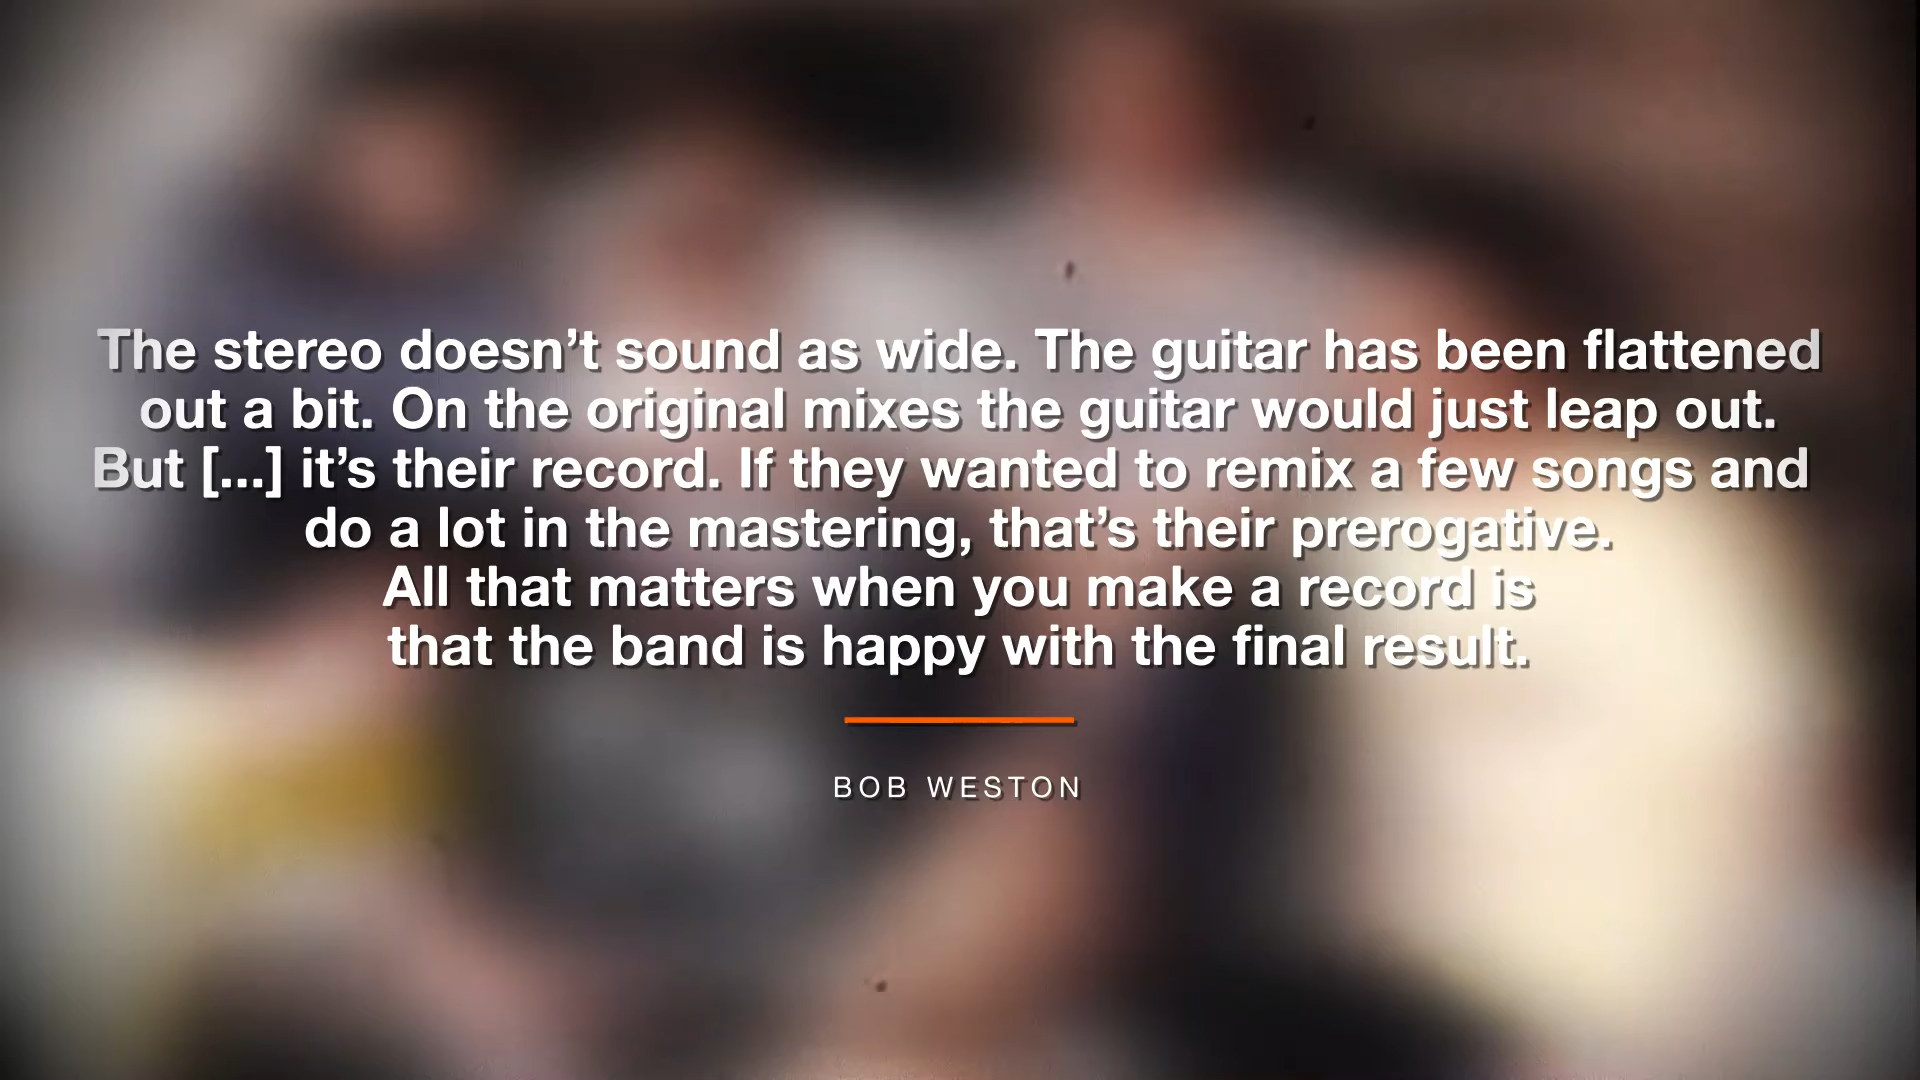 The stereo doesn’t sound as wide. The guitar has been flattened
out a bit. On the original mixes the guitar would just leap out.
But [...] it’s their record. If they wanted to remix a few songs and
do a lot in the mastering, that’s their prerogative.
All that matters when you make a record is
that the band is happy with the final result.
BOB WESTON